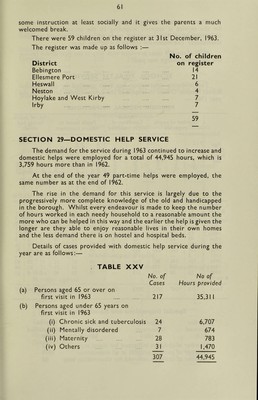 61
some instruction at least socially and it gives the parents a much
welcomed break.
There were 59 children on the register at 31st December, 1963.
The register was made up as follows :—
No. of children
District on register
Bebington 14
Ellesmere Port 21
Heswall 6
Neston 4
Hoylake and West Kirby 7
Irby 7
59
SECTION 29—DOMESTIC HELP SERVICE
The demand for the service during 1963 continued to increase and
domestic helps were employed for a total of 44,945 hours, which is
3,759 hours more than in 1962.
At the end of the year 49 part-time helps were employed, the
same number as at the end of 1962.
The rise in the demand for this service is largely due to the
progressively more complete knowledge of the old and handicapped
in the borough. Whilst every endeavour is made to keep the number
of hours worked in each needy household to a reasonable amount the
more who can be helped in this way and the earlier the help is given the
longer are they able to enjoy reasonable lives in their own homes
and the less demand there is on hostel and hospital beds.
Details of cases provided with domestic help service during the
year are as follows:—
TABLE XXV
No. of No of
Cases Hours provided
(a) Persons aged 65 or over on
first visit in 1963 217 35,311
(b) Persons aged under 65 years on
first visit in 1963
(i) Chronic sick and tuberculosis 24 6,707
(ii) Mentally disordered 7 674
(iii) Maternity 28 783
(iv) Others 31 1,470
307 44,945